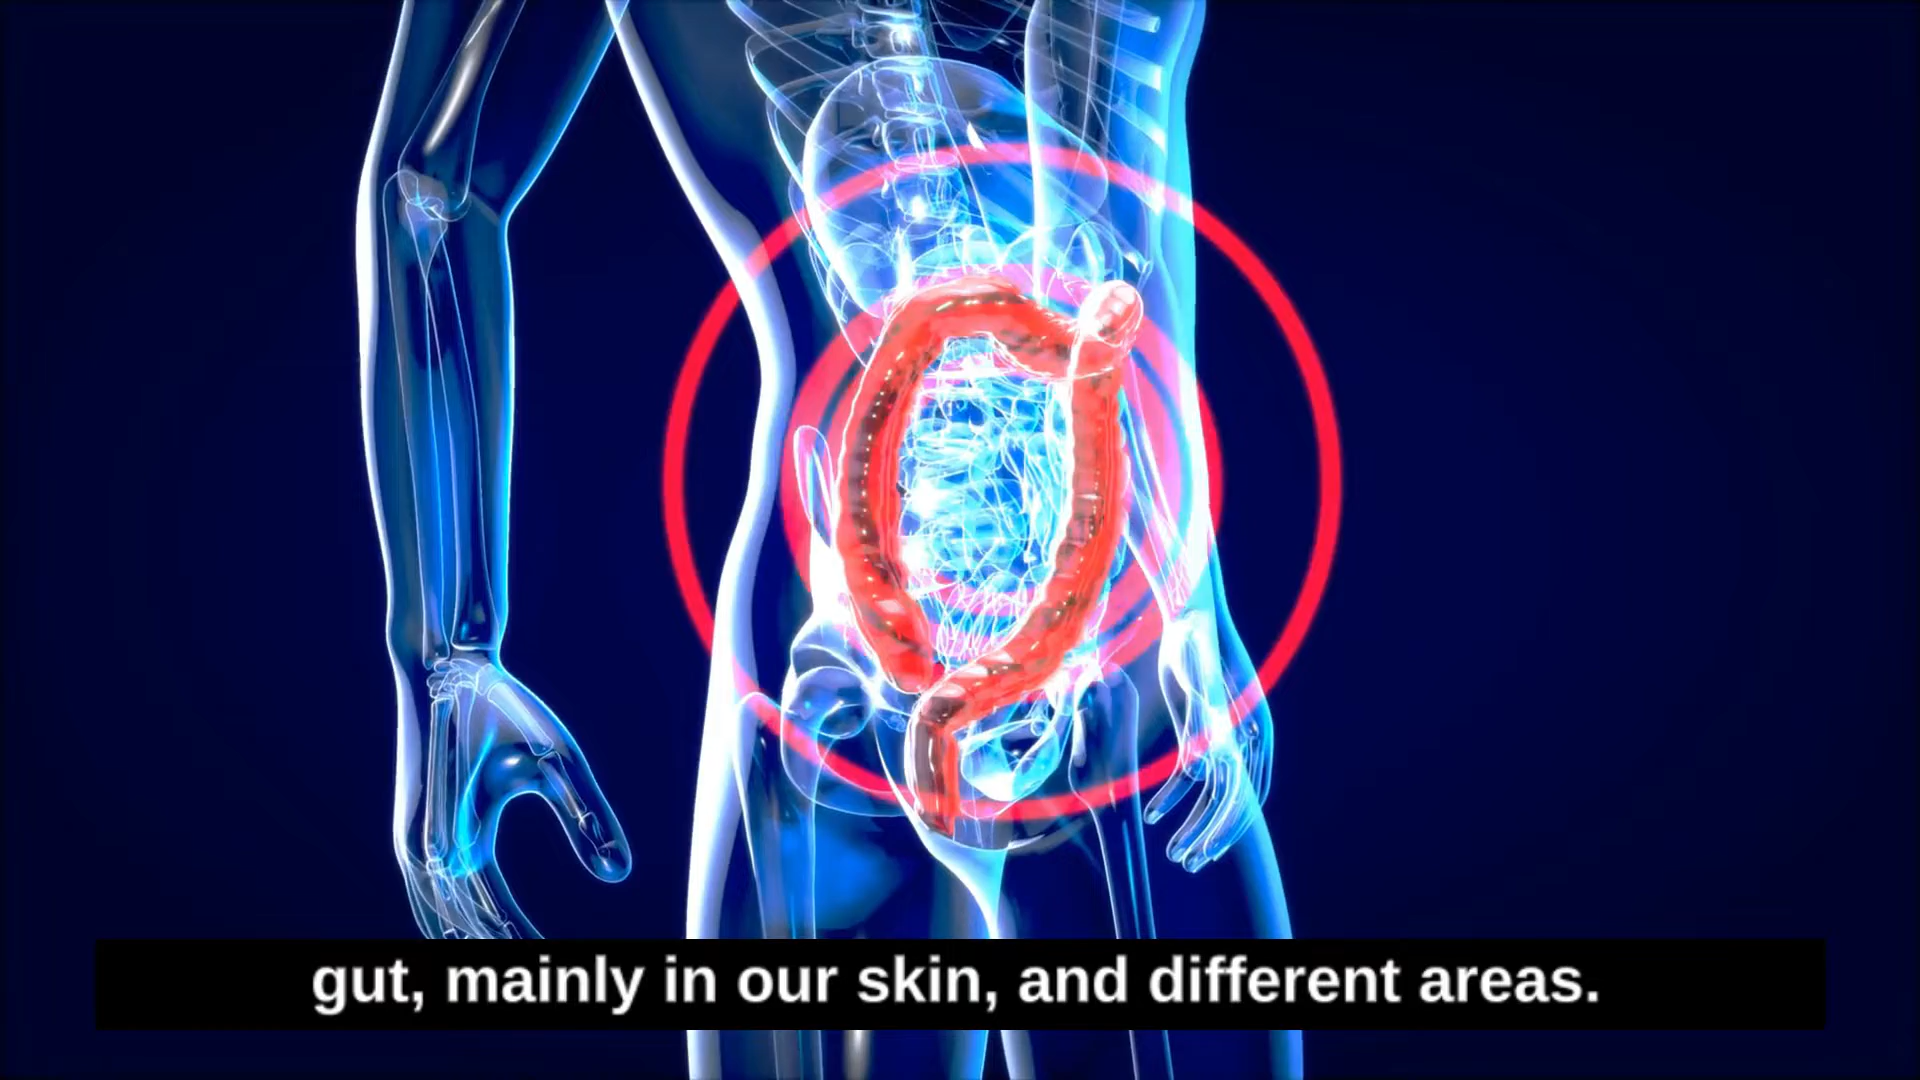 gut, mainly in our skin, and different areas.